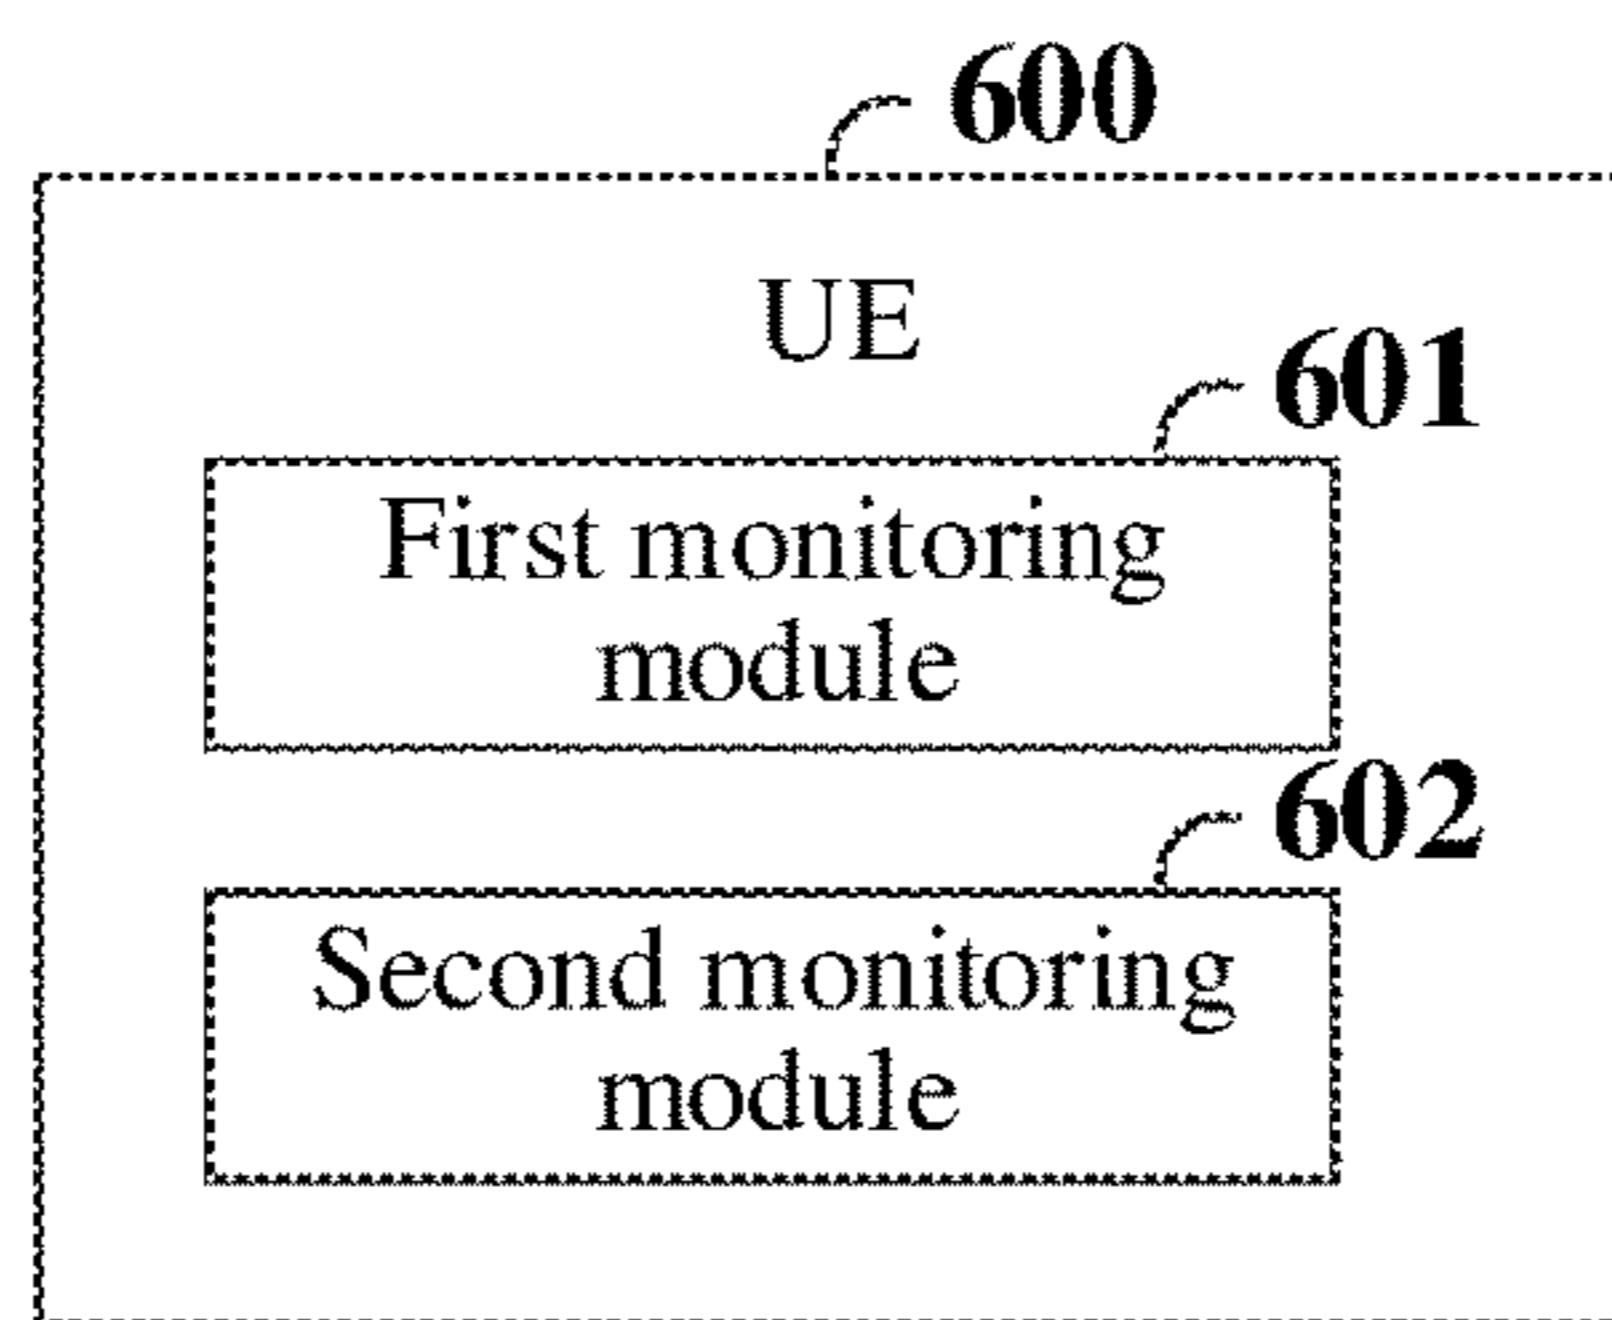 600
UE
601
First monitoring
module
602
Second monitoring
module